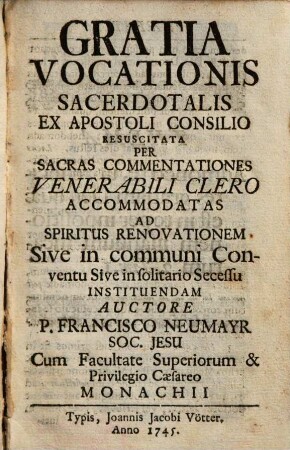 GRATIA
VOCATIONIS
SACERDOTALIS
EX APOSTOLI CONSILIO
RESUSCITATA
PER
SACRAS COMMENTATIONES
VENERABILI CLERO
ACCOMMODATAS
AD
SPIRITUS RENOVATIONEM
Sive in communi Con-
ventu Sive in solitario Secessu
INSTITUENDAM
AUCTORE
P. FRANCISCO NEUMAYR
SOC. JESU
Cum Facultate Superiorum &
Privilegio Cæsareo
MONACHII
Typis, Joannis Jacobi Vötter.
Anno 1745.